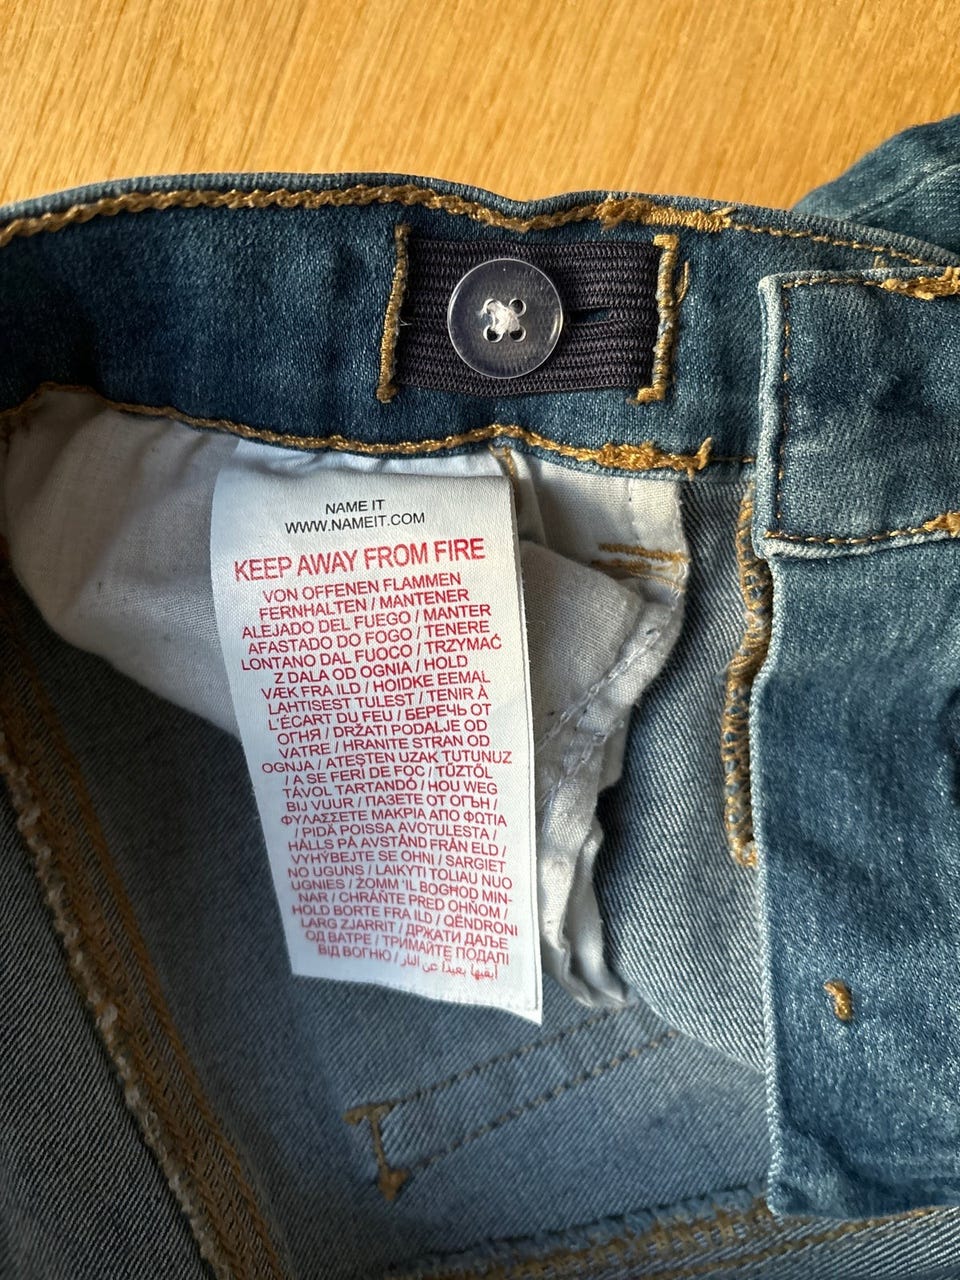 NAME IT
WWW.NAMEIT.COM
KEEP AWAY FROM FIRE
VON OFFENEN FLAMMEN
FERNHALTEN / MANTENER
ALEJADO DEL FUEGO / MANTER
AFASTADO DO FOGO / TENERE
LONTANO DAL FUOCO / TRZYMAĆ
Z DALA OD OGNIA / HOLD
VÆK FRA ILD / HOIDKE EEMAL
LAHTISEST TULEST / TENIR À
L'ÉCART DU FEU / БЕРЕЧЬ ОТ
ОГНЯ / DRŽATI PODALJE OD
VATRE / HRANITE STRAN OD
OGNJA / ATEŞTEN UZAK TUTUNUZ
/ A SE FERI DE FOC / TŰZTŐL
TÁVOL TARTANDÓ / HOU WEG
BIJ VUUR / ПАЗЕТЕ ОТ ОГЪН /
ΦΥΛΑΣΣΕΤΕ ΜΑΚΡΙΑ ΑΠΟ ΦΩΤΙΑ
/ PIDÄ POISSA AVOTULESTA /
HÅLLS PÅ AVSTÅND FRÅN ELD /
VYHÝBEJTE SE OHNI / SARGIET
NO UGUNS / LAIKYTI TOLIAU NUO
UGNIES / ŻOMM 'IL BOGĦOD MIN-
NAR / CHRÁŇTE PRED OHŇOM /
HOLD BORTE FRA ILD / QËNDRONI
LARG ZJARRIT / ДРЖАТИ ДАЉЕ
ОД ВАТРЕ / ТРИМАЙТЕ ПОДАЛІ
ВІД ВОГНЮ / أبقيها بعيداً عن النار